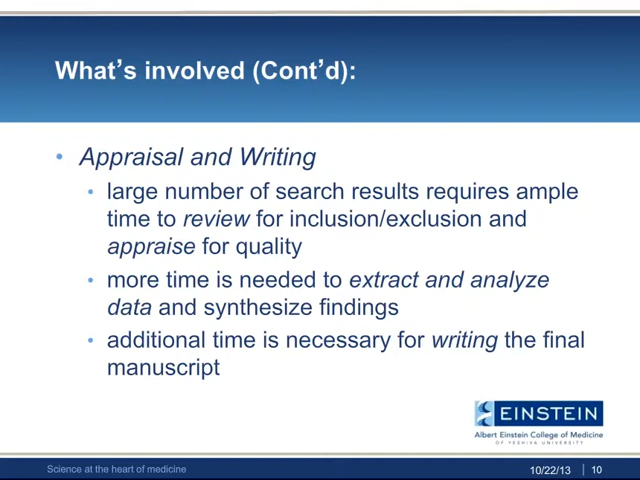 What's involved (Cont'd):
• Appraisal and Writing
• large number of search results requires ample
time to review for inclusion/exclusion and
appraise for quality
• more time is needed to extract and analyze
data and synthesize findings
• additional time is necessary for writing the final
manuscript
EINSTEIN
Albert Einstein College of Medicine
OF YESHIVA UNIVERSITY
Science at the heart of medicine
10/22/13 | 10